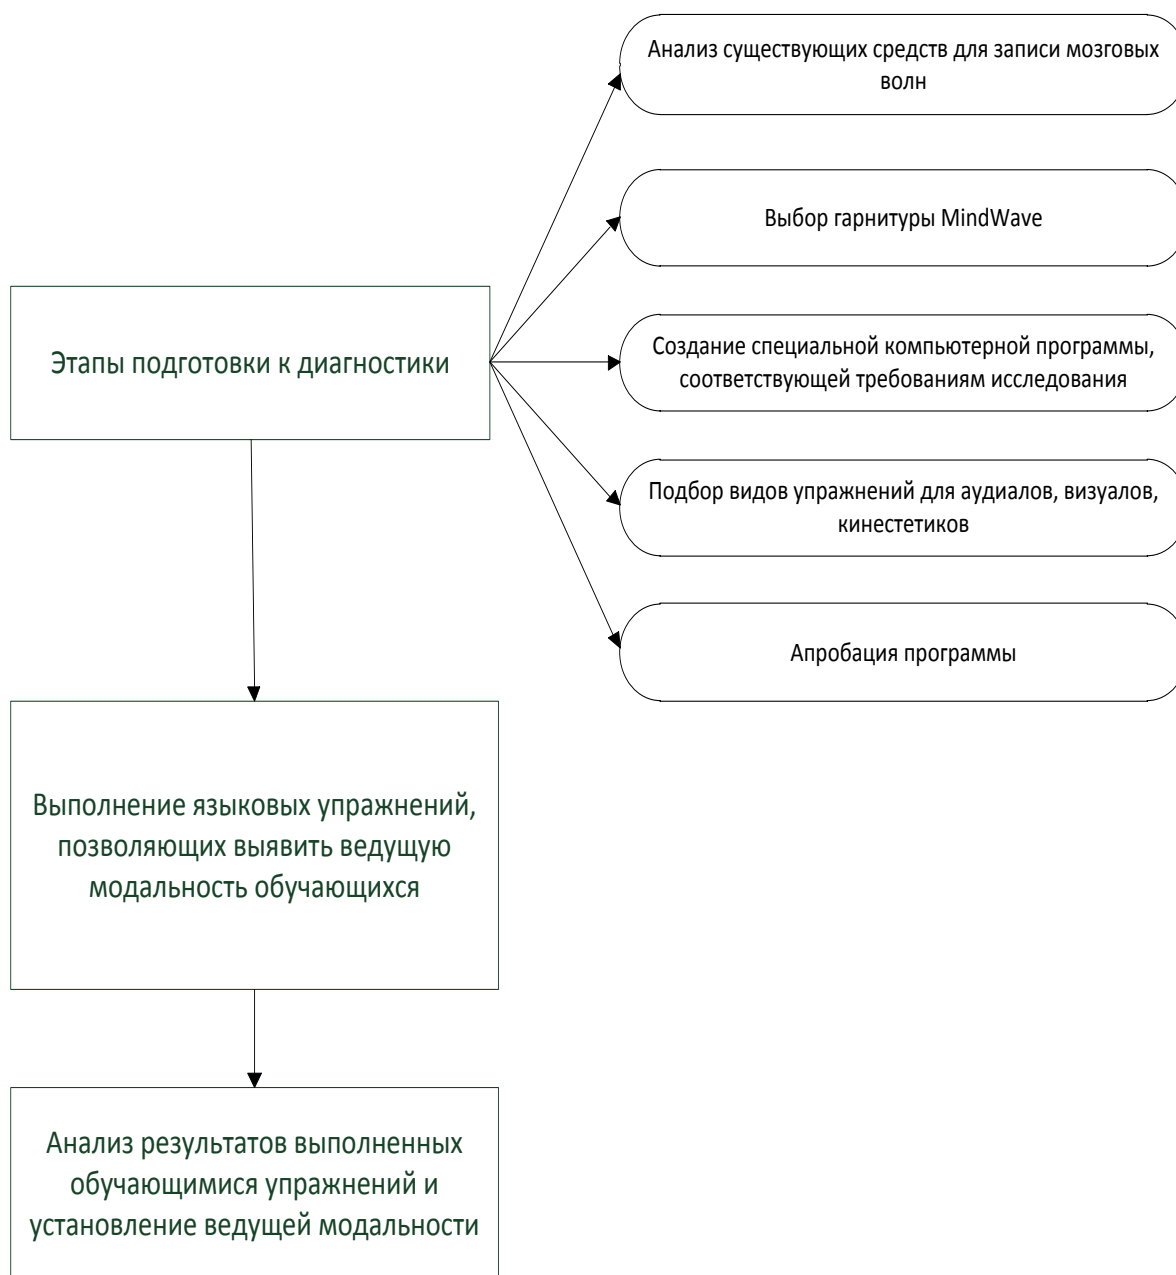 Анализ существующих средств для записи мозговых
волн
Выбор гарнитуры MindWave
Этапы подготовки к диагностики
Создание специальной компьютерной программы,
соответствующей требованиям исследования
Подбор видов упражнений для аудиалов, визуалов,
кинестетиков
Апробация программы
Выполнение языковых упражнений,
позволяющих выявить ведущую
модальность обучающихся
Анализ результатов выполненных
обучающимися упражнений и
установление ведущей модальности